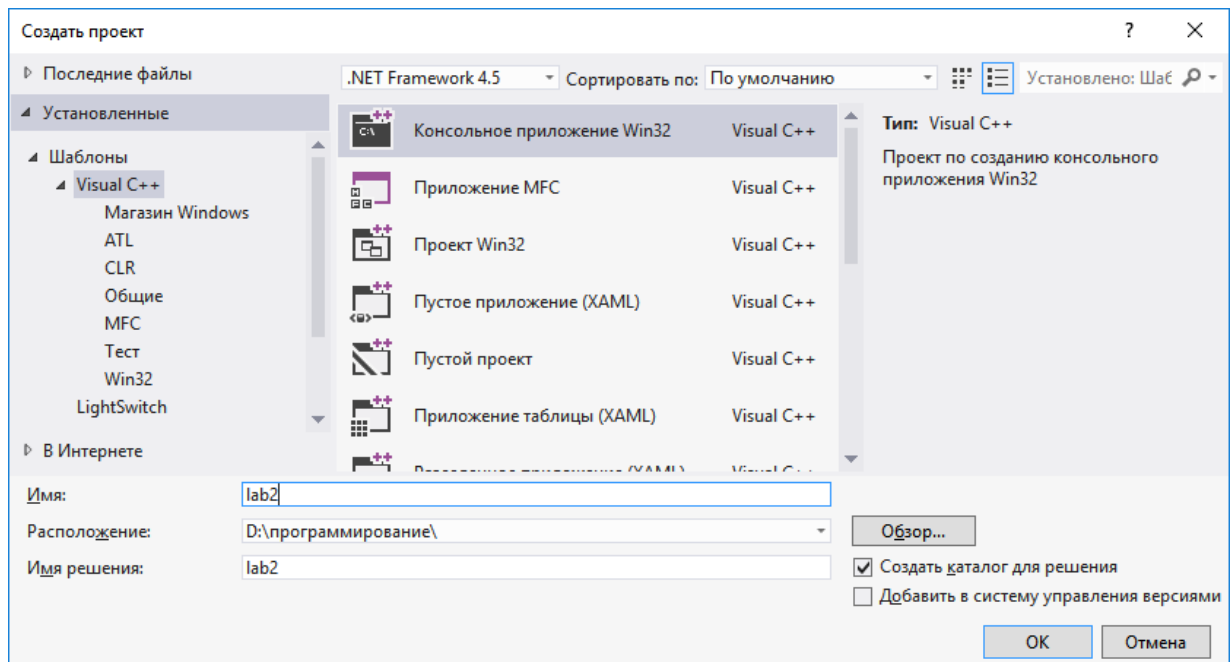 Создать проект
?
Последние файлы
.NET Framework 4.5
Сортировать по:
По умолчанию
Установлено: Шаб
Установленные
Шаблоны
Visual C++
Магазин Windows
ATL
CLR
Общие
MFC
Тест
Win32
LightSwitch
В Интернете
Консольное приложение Win32 Visual C++
Приложение MFC Visual C++
Проект Win32 Visual C++
Пустое приложение (XAML) Visual C++
Пустой проект Visual C++
Приложение таблицы (XAML) Visual C++
Тип: Visual C++
Проект по созданию консольного
приложения Win32
Имя: lab2
Расположение: D:\программирование\
Обзор...
Имя решения: lab2
Создать каталог для решения
Добавить в систему управления версиями
ОК
Отмена